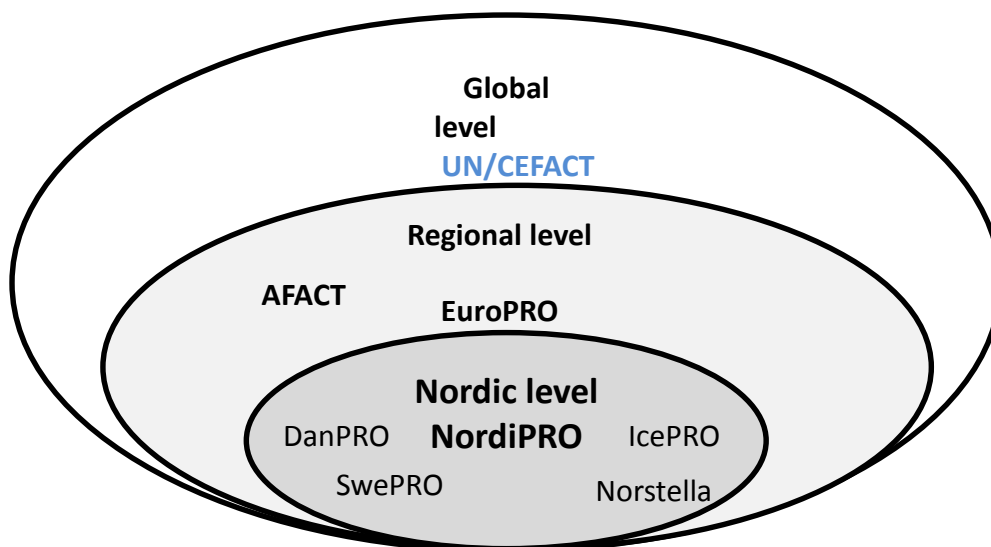 Global
level
UN/CEFACT
Regional level
AFACT
EuroPRO
Nordic level
DanPRO NordiPRO IcePRO
SwePRO Norstella